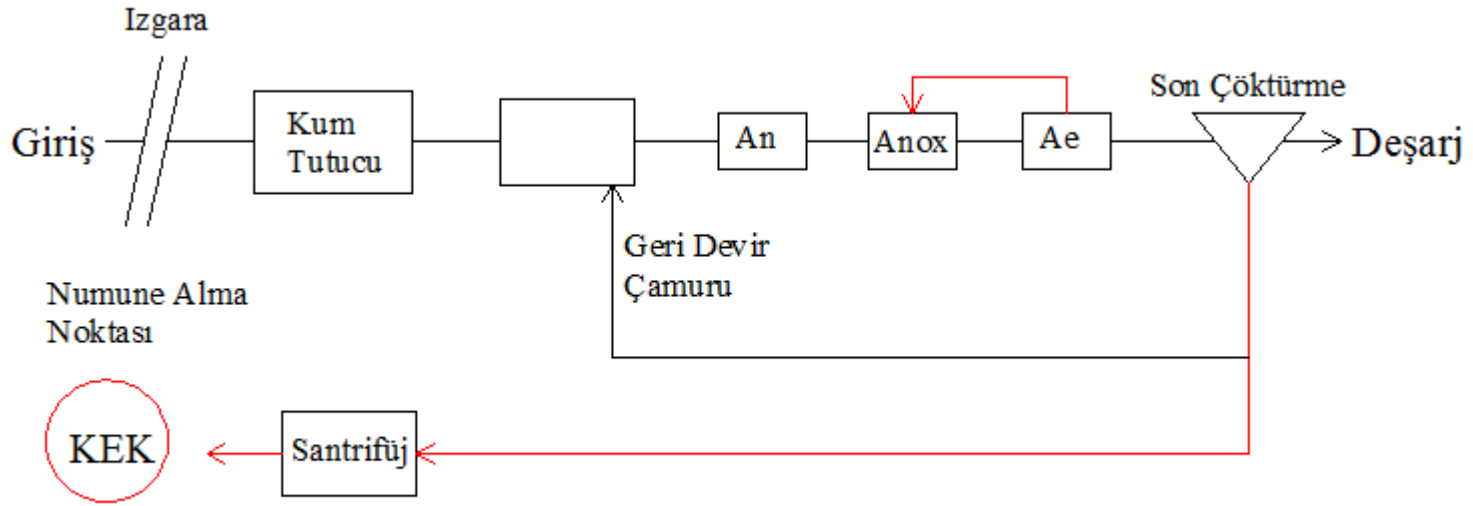 Izgara
Giriş
Kum
Tutucu
An
Anox
Ae
Son Çöktürme
Deşarj
Geri Devir
Çamuru
Numune Alma
Noktası
KEK
Santrifüj